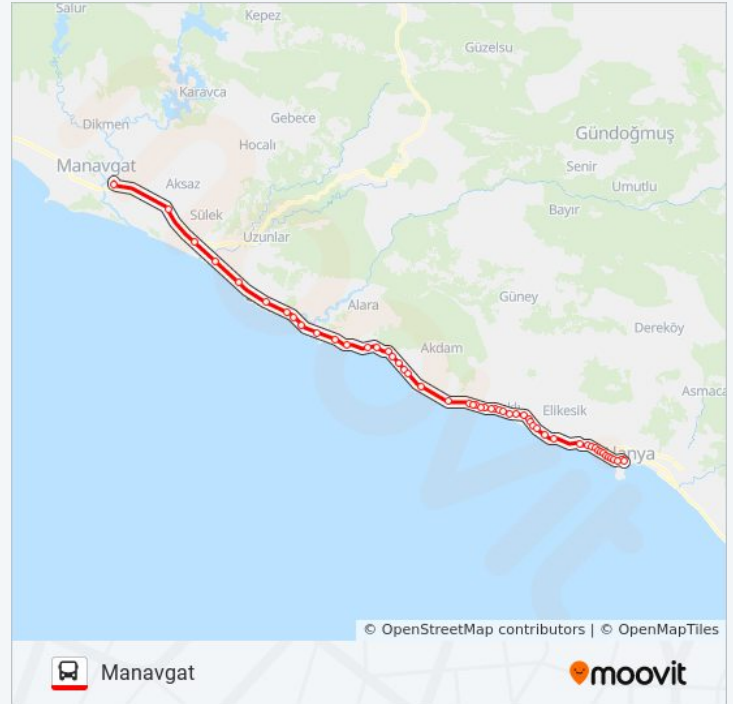 Salur
Kepez
Güzelsu
Karavca
Dikmen
Gebece
Hocalı
Gündoğmuş
Manavgat
Aksaz
Senir
Umutlu
Sülek
Bayır
Uzunlar
Alara
Güney
Dereköy
Akdam
Asmaca
Elikesik
Alanya
© OpenStreetMap contributors | © OpenMapTiles
Manavgat
moovit